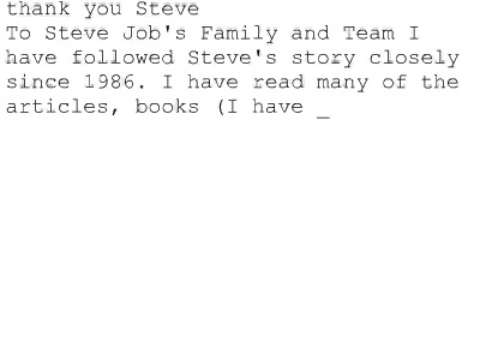 thank you Steve
To Steve Job's Family and Team I
have followed Steve's story closely
since 1986. I have read many of the
articles, books (I have _